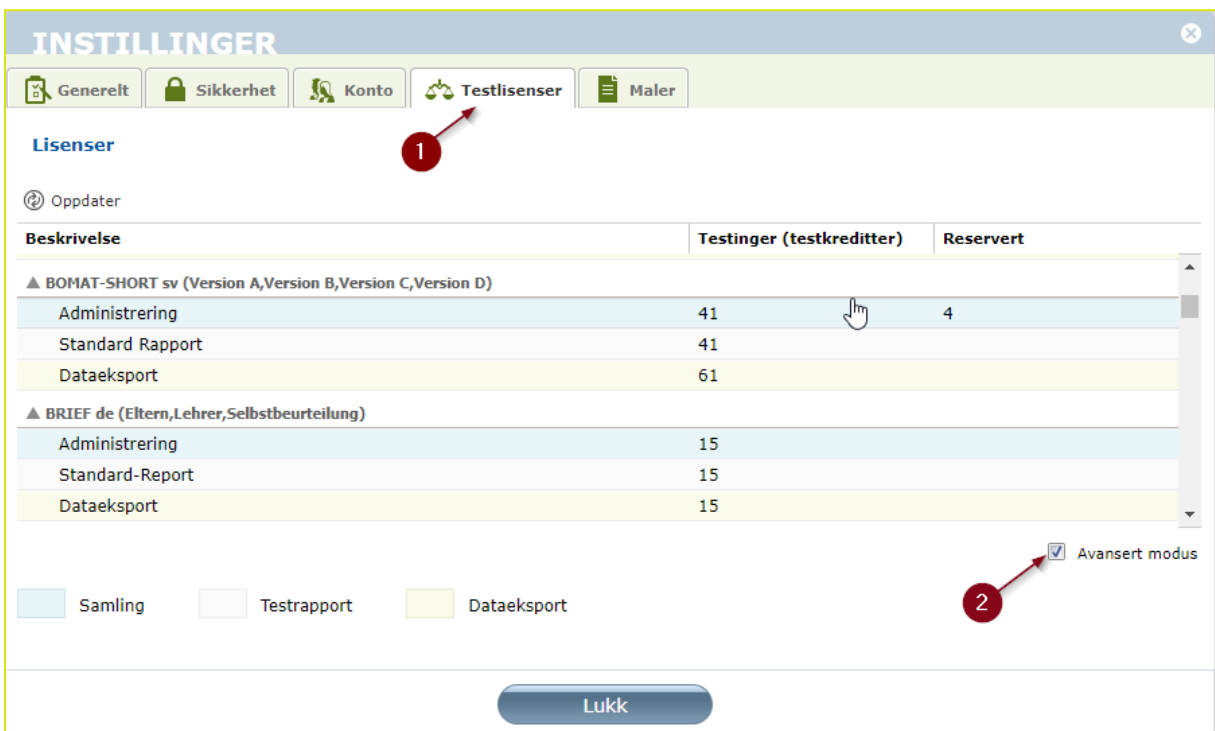 INSTILLINGER
Generelt Sikkerhet Konto Testlisenser Maler
1
Lisenser
Oppdater
Beskrivelse Testinger (testkreditter) Reservert
BOMAT-SHORT sv (Version A,Version B,Version C,Version D)
Administrering 41 4
Standard Rapport 41
Dataeksport 61
BRIEF de (Eltern,Lehrer,Selbstbeurteilung)
Administrering 15
Standard-Report 15
Dataeksport 15
Avansert modus
2
Samling Testrapport Dataeksport
Lukk